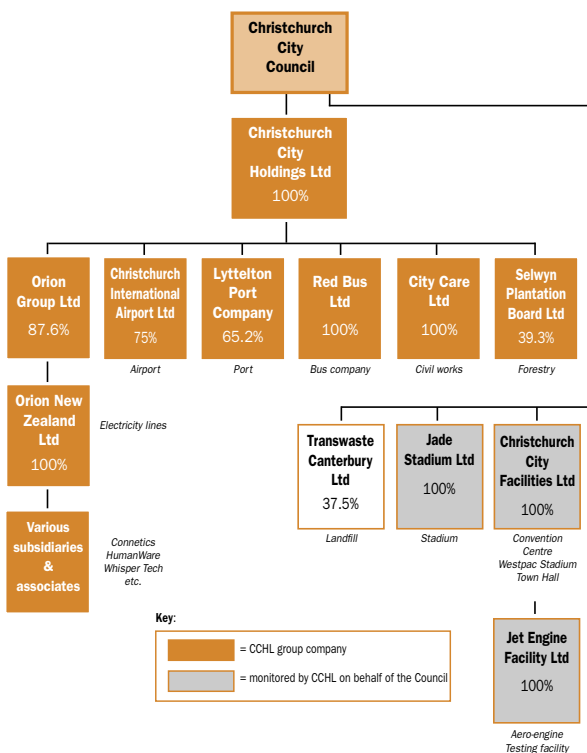 Christchurch
City
Council
Christchurch
City
Holdings Ltd
100%
Orion
Group Ltd
87.6%
Christchurch
International
Airport Ltd
75%
Airport
Lyttelton
Port
Company
65.2%
Port
Red Bus
Ltd
100%
Bus company
City Care
Ltd
100%
Civil works
Selwyn
Plantation
Board Ltd
39.3%
Forestry
Orion New
Zealand
Ltd
100%
Electricity lines
Transwaste
Canterbury
Ltd
37.5%
Landfill
Jade
Stadium Ltd
100%
Stadium
Christchurch
City
Facilities Ltd
100%
Convention
Centre
Westpac Stadium
Town Hall
Various
subsidiaries
&
associates
Connetics
HumanWare
Whisper Tech
etc.
Key:
= CCHL group company
= monitored by CCHL on behalf of the Council
Jet Engine
Facility Ltd
100%
Aero-engine
Testing facility